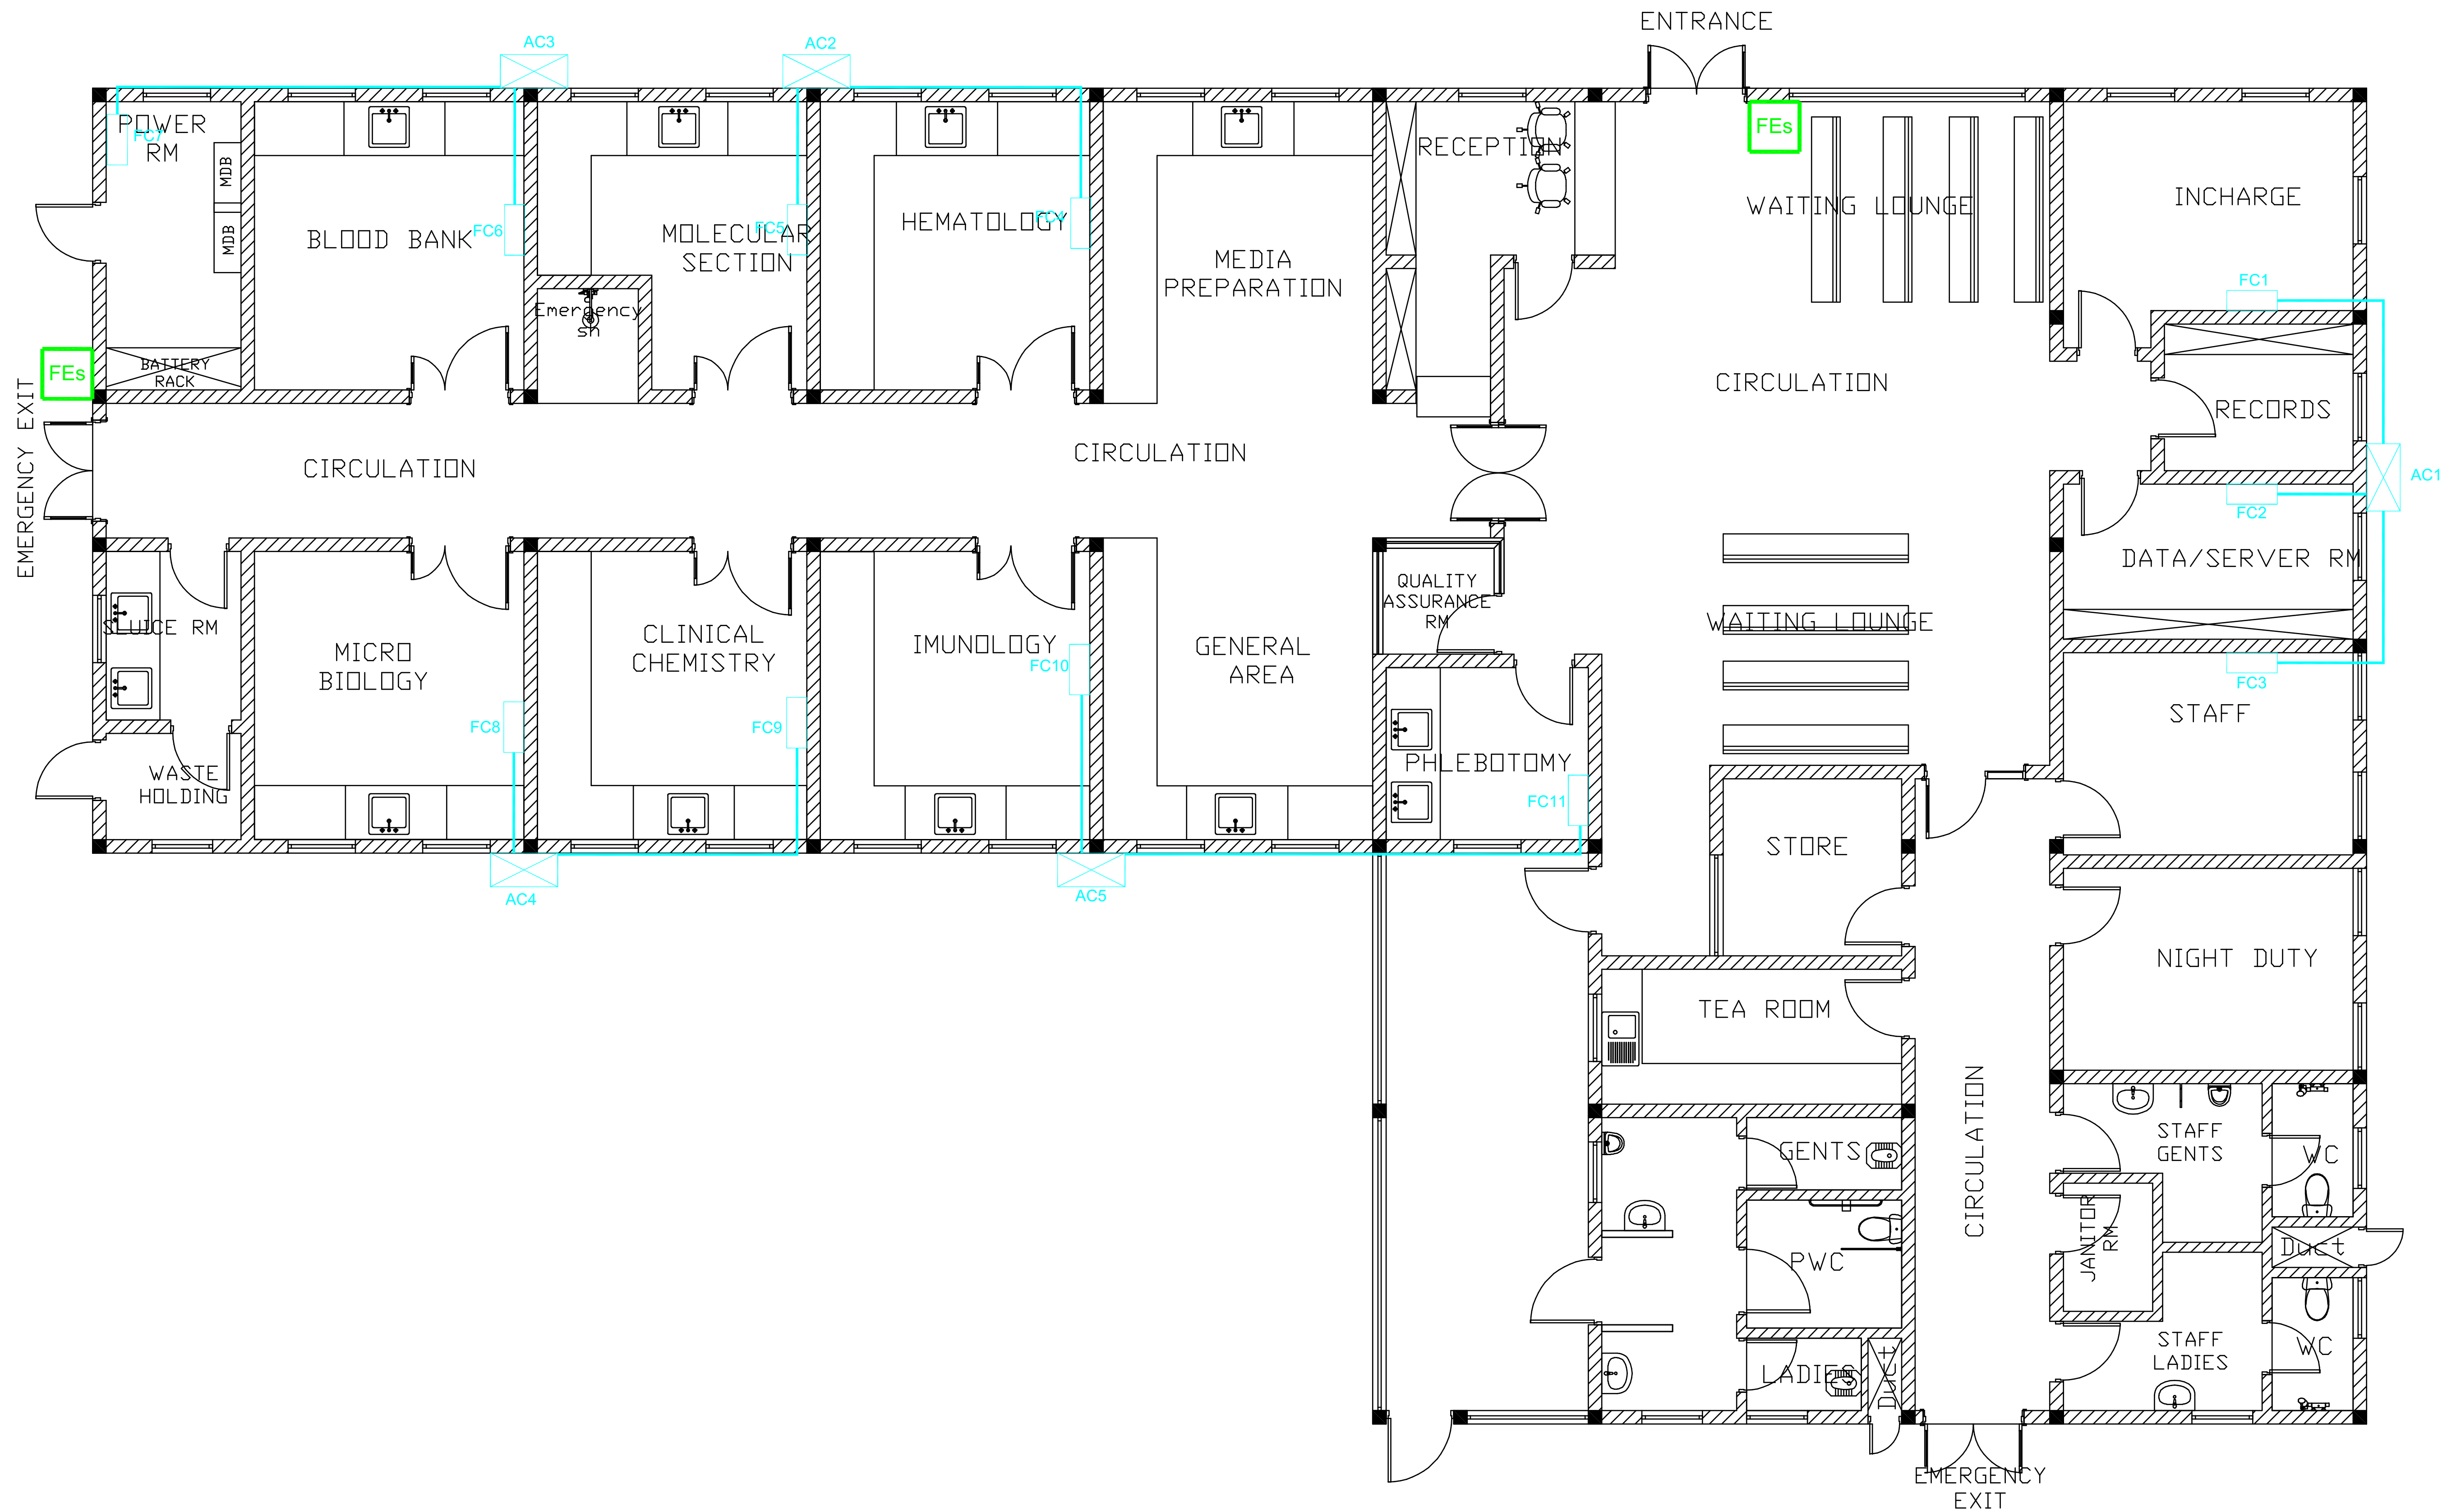 ENTRANCE
AC3
AC2
POWER
RM
FC7
MDB
MDB
BATTERY
RACK
FEs
EMERGENCY EXIT
BLOOD BANK
FC6
MOLECULAR
SECTION
FC5
Emergency
sh
HEMATOLOGY
FC4
MEDIA
PREPARATION
RECEPTION
FEs
WAITING LOUNGE
INCHARGE
FC1
CIRCULATION
RECORDS
CIRCULATION
CIRCULATION
AC1
FC2
DATA/SERVER RM
SLUICE RM
MICRO
BIOLOGY
FC8
CLINICAL
CHEMISTRY
FC9
IMUNOLOGY
FC10
GENERAL
AREA
QUALITY
ASSURANCE
RM
WAITING LOUNGE
FC3
STAFF
WASTE
HOLDING
PHLEBOTOMY
FC11
STORE
AC4
AC5
NIGHT DUTY
TEA ROOM
CIRCULATION
GENTS
STAFF
GENTS
WC
JANITOR
RM
PWC
Duct
STAFF
LADIES
WC
LADIES
Duct
EMERGENCY
EXIT